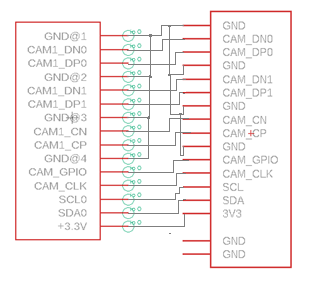 GND@1
CAM1_DN0
CAM1_DP0
GND@2
CAM1_DN1
CAM1_DP1
GND@3
CAM1_CN
CAM1_CP
GND@4
CAM_GPIO
CAM_CLK
SCL0
SDA0
+3.3V
GND
CAM_DN0
CAM_DP0
GND
CAM_DN1
CAM_DP1
GND
CAM_CN
CAM_CP
GND
CAM_GPIO
CAM_CLK
SCL
SDA
3V3
GND
GND